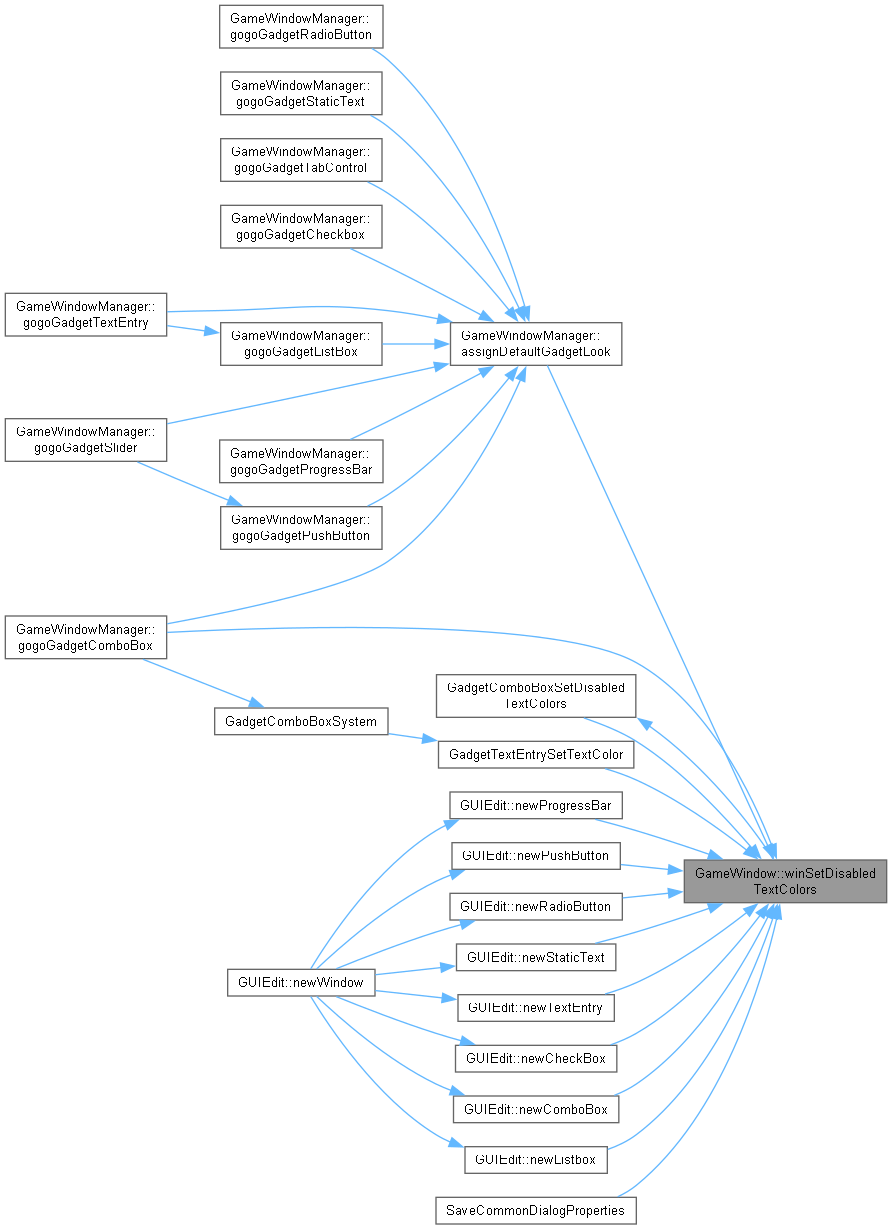 GameWindowManager::
gogoGadgetRadioButton
GameWindowManager::
gogoGadgetStaticText
GameWindowManager::
gogoGadgetTabControl
GameWindowManager::
gogoGadgetCheckbox
GameWindowManager::
gogoGadgetTextEntry
GameWindowManager::
gogoGadgetListBox
GameWindowManager::
assignDefaultGadgetLook
GameWindowManager::
gogoGadgetSlider
GameWindowManager::
gogoGadgetProgressBar
GameWindowManager::
gogoGadgetPushButton
GameWindowManager::
gogoGadgetComboBox
GadgetComboBoxSetDisabled
TextColors
GadgetComboBoxSystem
GadgetTextEntrySetTextColor
GUIEdit::newProgressBar
GUIEdit::newPushButton
GameWindow::winSetDisabled
TextColors
GUIEdit::newRadioButton
GUIEdit::newStaticText
GUIEdit::newWindow
GUIEdit::newTextEntry
GUIEdit::newCheckBox
GUIEdit::newComboBox
GUIEdit::newListbox
SaveCommonDialogProperties